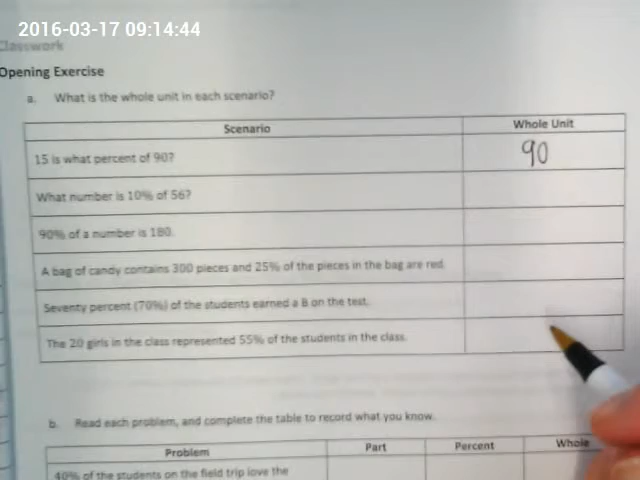 2016-03-17 09:14:44
Classwork
Opening Exercise
a. What is the whole unit in each scenario?
Scenario Whole Unit
15 is what percent of 90? 90
What number is 10% of 56?
90% of a number is 180.
A bag of candy contains 300 pieces and 25% of the pieces in the bag are red.
Seventy percent (70%) of the students earned a B on the test.
The 20 girls in the class represented 55% of the students in the class.
b. Read each problem, and complete the table to record what you know.
Problem Part Percent Whole
40% of the students on the field trip love the